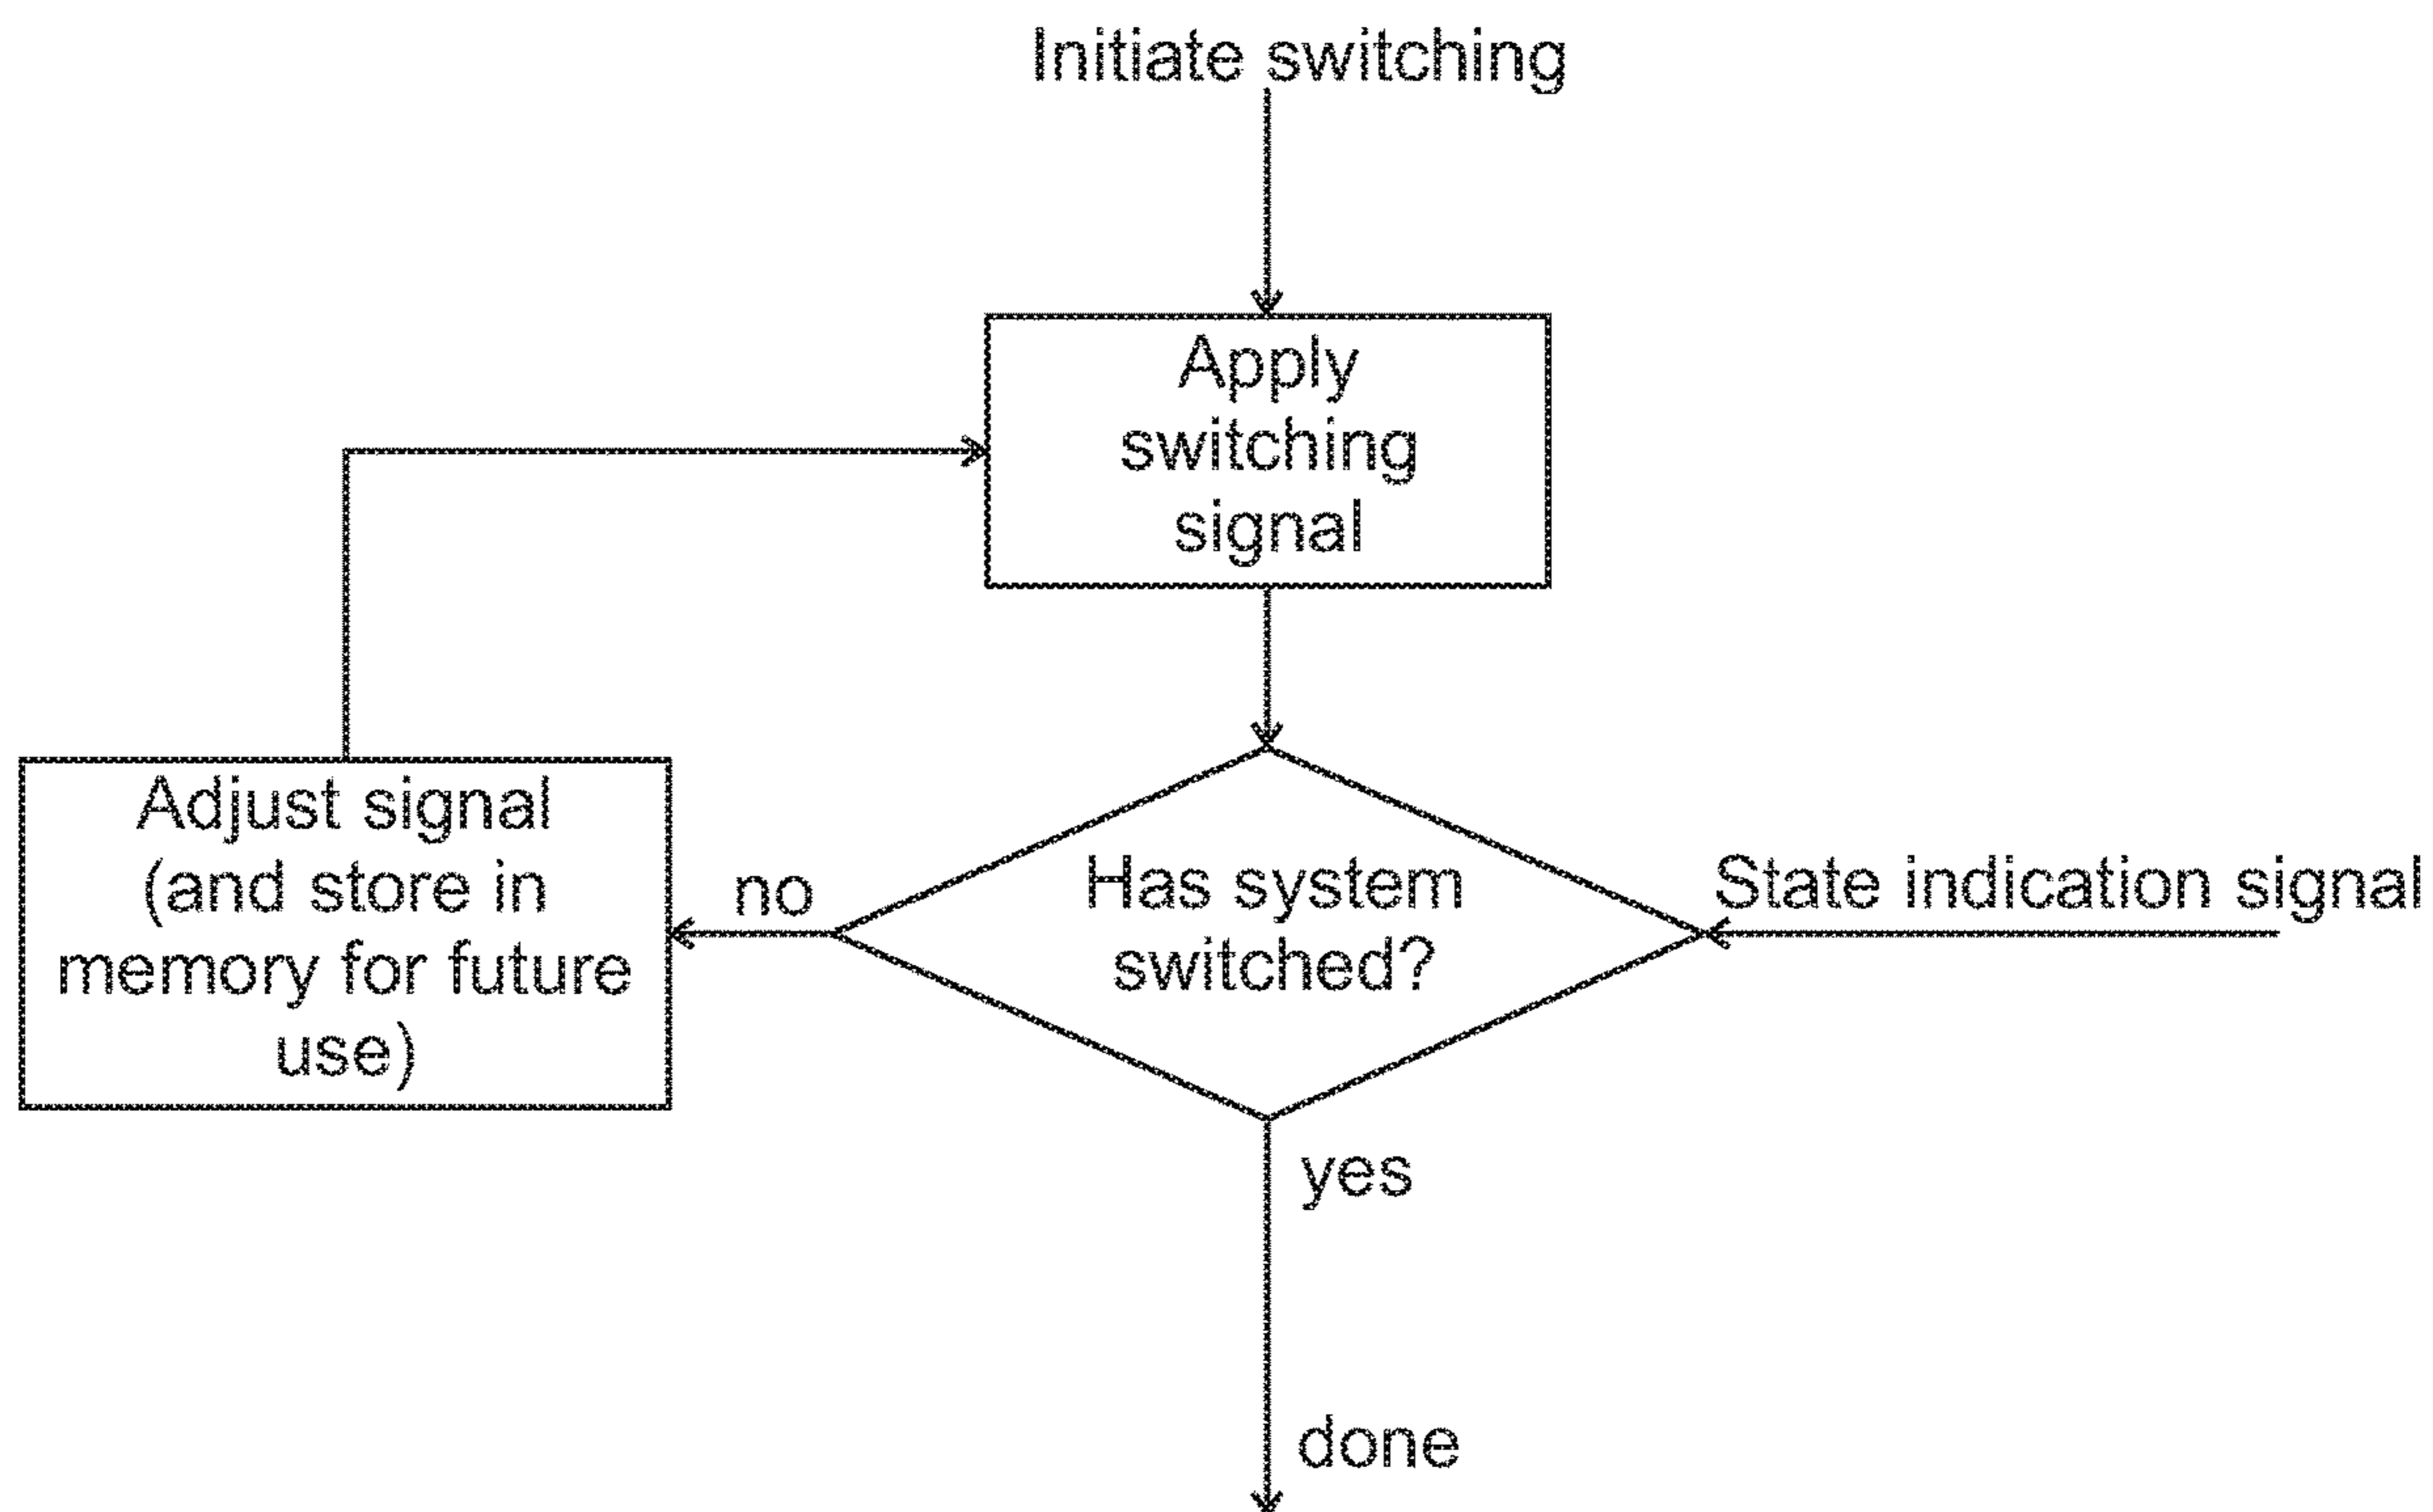 Initiate switching
Apply
switching
signal
Adjust signal
(and store in
memory for future
use)
no
Has system
switched?
State indication signal
yes
done